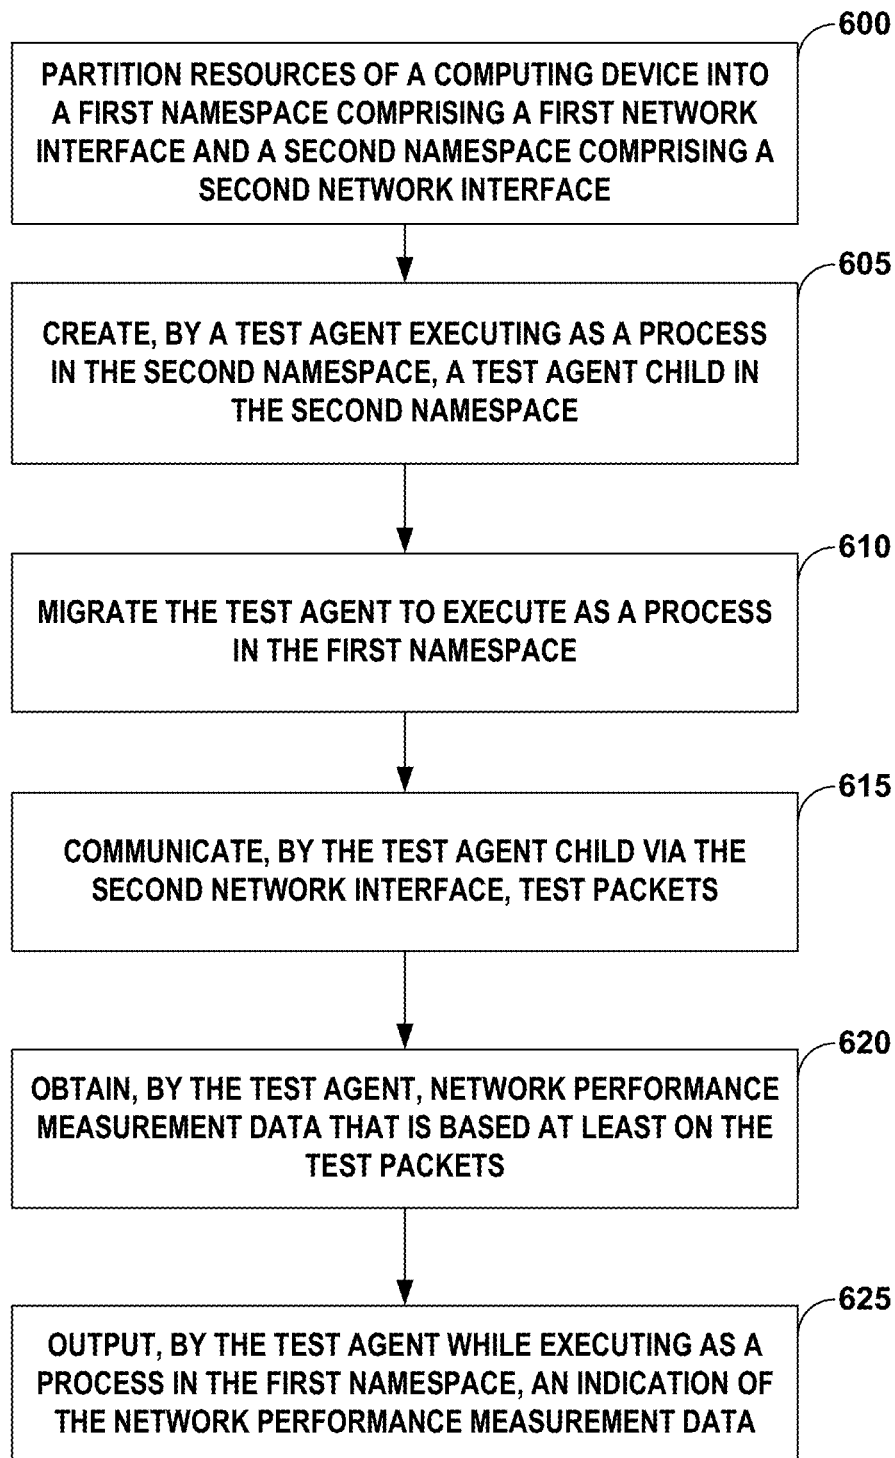 600
PARTITION RESOURCES OF A COMPUTING DEVICE INTO
A FIRST NAMESPACE COMPRISING A FIRST NETWORK
INTERFACE AND A SECOND NAMESPACE COMPRISING A
SECOND NETWORK INTERFACE
605
CREATE, BY A TEST AGENT EXECUTING AS A PROCESS
IN THE SECOND NAMESPACE, A TEST AGENT CHILD IN
THE SECOND NAMESPACE
610
MIGRATE THE TEST AGENT TO EXECUTE AS A PROCESS
IN THE FIRST NAMESPACE
615
COMMUNICATE, BY THE TEST AGENT CHILD VIA THE
SECOND NETWORK INTERFACE, TEST PACKETS
620
OBTAIN, BY THE TEST AGENT, NETWORK PERFORMANCE
MEASUREMENT DATA THAT IS BASED AT LEAST ON THE
TEST PACKETS
625
OUTPUT, BY THE TEST AGENT WHILE EXECUTING AS A
PROCESS IN THE FIRST NAMESPACE, AN INDICATION OF
THE NETWORK PERFORMANCE MEASUREMENT DATA